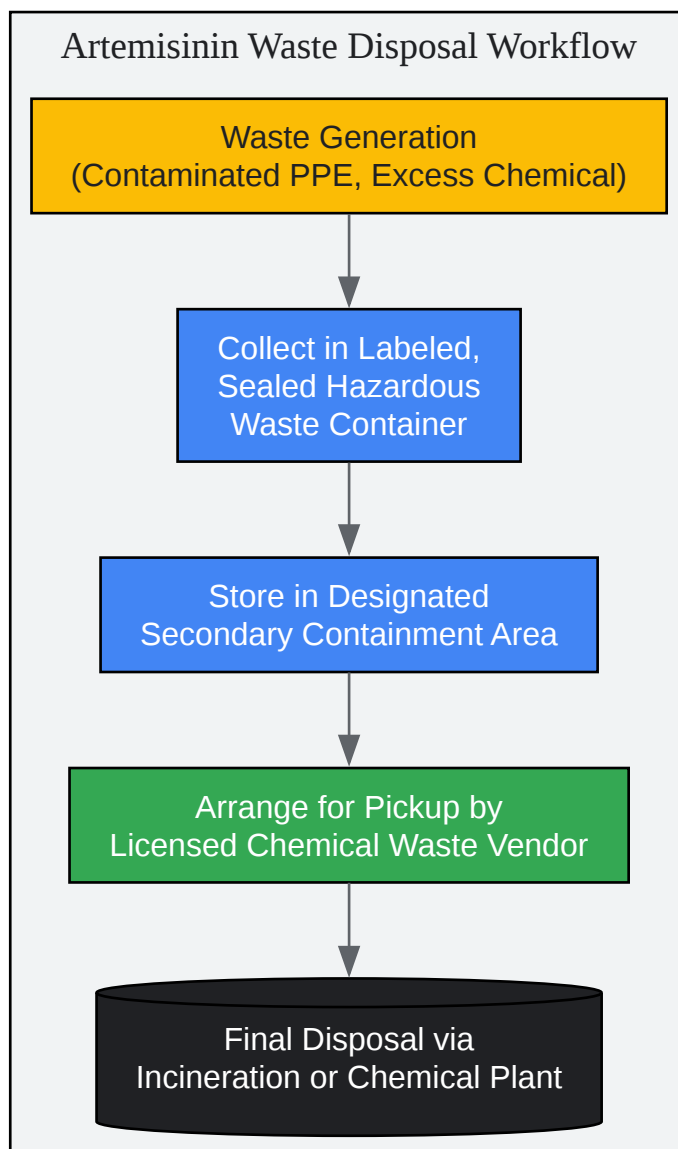 Artemisinin Waste Disposal Workflow
Waste Generation
(Contaminated PPE, Excess Chemical)
Collect in Labeled,
Sealed Hazardous
Waste Container
Store in Designated
Secondary Containment Area
Arrange for Pickup by
Licensed Chemical Waste Vendor
Final Disposal via
Incineration or Chemical Plant